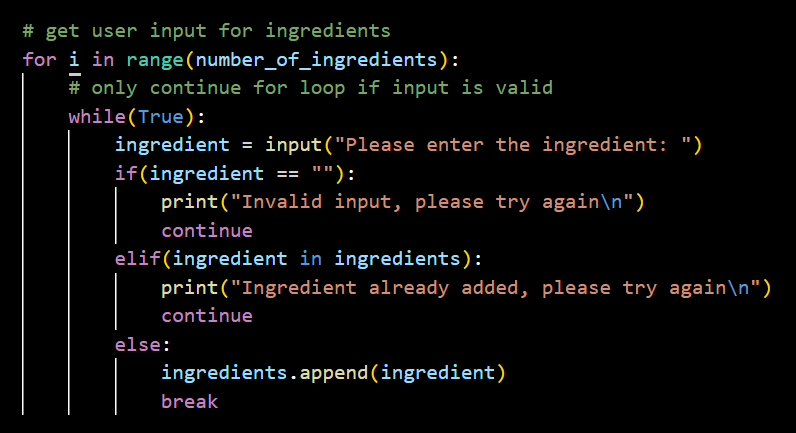 # get user input for ingredients
for i in range(number_of_ingredients):
    # only continue for loop if input is valid
    while(True):
        ingredient = input("Please enter the ingredient: ")
        if(ingredient == ""):
            print("Invalid input, please try again\n")
            continue
        elif(ingredient in ingredients):
            print("Ingredient already added, please try again\n")
            continue
        else:
            ingredients.append(ingredient)
            break